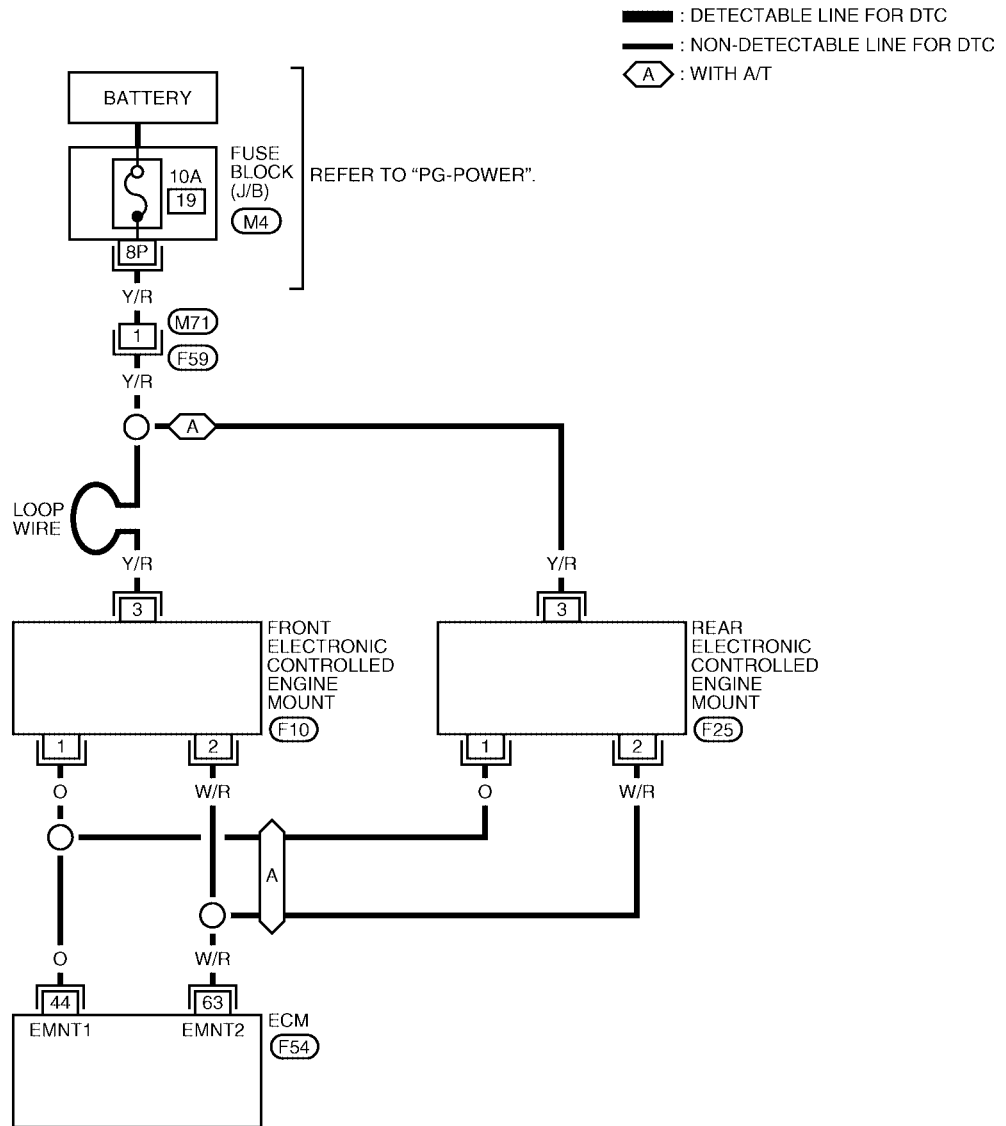 : DETECTABLE LINE FOR DTC
: NON-DETECTABLE LINE FOR DTC
A : WITH A/T
BATTERY
FUSE
BLOCK
(J/B)
10A
19
M4
REFER TO "PG-POWER".
8P
Y/R
1
M71
F59
Y/R
A
LOOP
WIRE
Y/R
Y/R
3
3
FRONT
ELECTRONIC
CONTROLLED
ENGINE
MOUNT
F10
REAR
ELECTRONIC
CONTROLLED
ENGINE
MOUNT
F25
1
2
1
2
O
W/R
O
W/R
A
O
W/R
44
63
EMNT1
EMNT2
ECM
F54